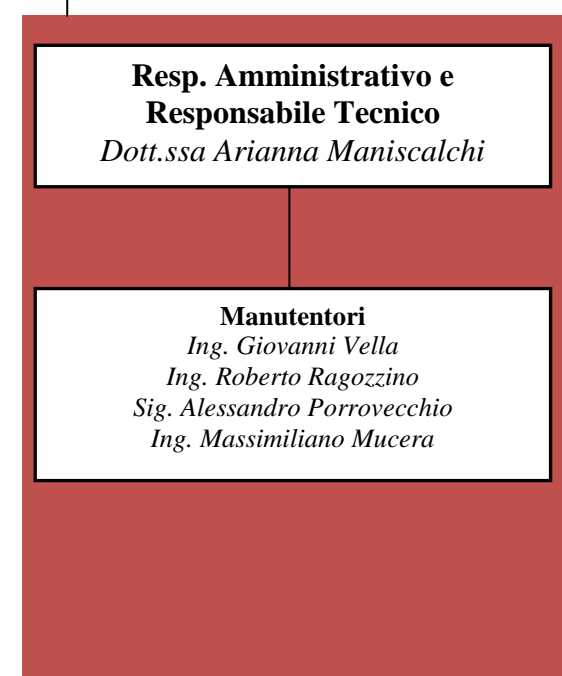 Resp. Amministrativo e
Responsabile Tecnico
Dott.ssa Arianna Maniscalchi
Manutentori
Ing. Giovanni Vella
Ing. Roberto Ragozzino
Sig. Alessandro Porrovecchio
Ing. Massimiliano Mucera